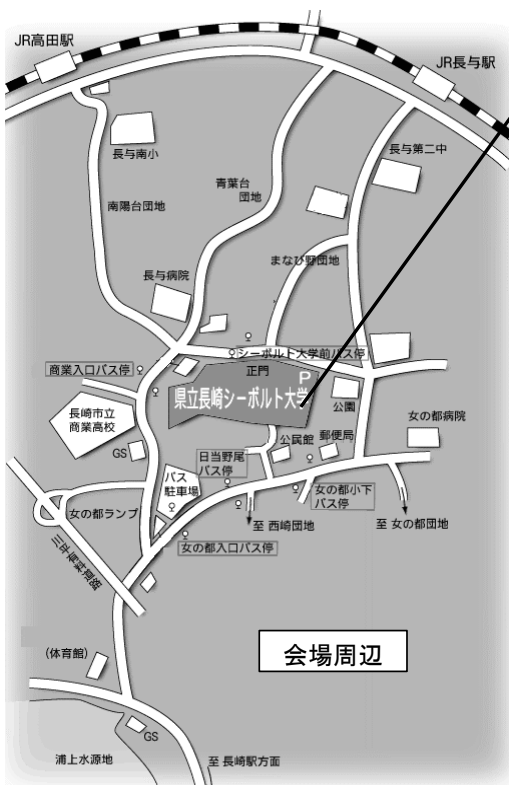 JR高田駅
JR長与駅
長与南小
長与第二中
青葉台
団地
南陽台団地
まなび野団地
長与病院
シーボルト大学前バス停
商業入口バス停
正門
P
県立長崎シーボルト大学
公園
長崎市立
商業高校
女の都病院
GS
日当野尾
バス停
公民館
郵便局
バス
駐車場
女の都小下
バス停
女の都ランプ
至 西崎団地
至 女の都団地
川平有料道路
女の都入口バス停
会場周辺
(体育館)
GS
浦上水源地
至 長崎駅方面